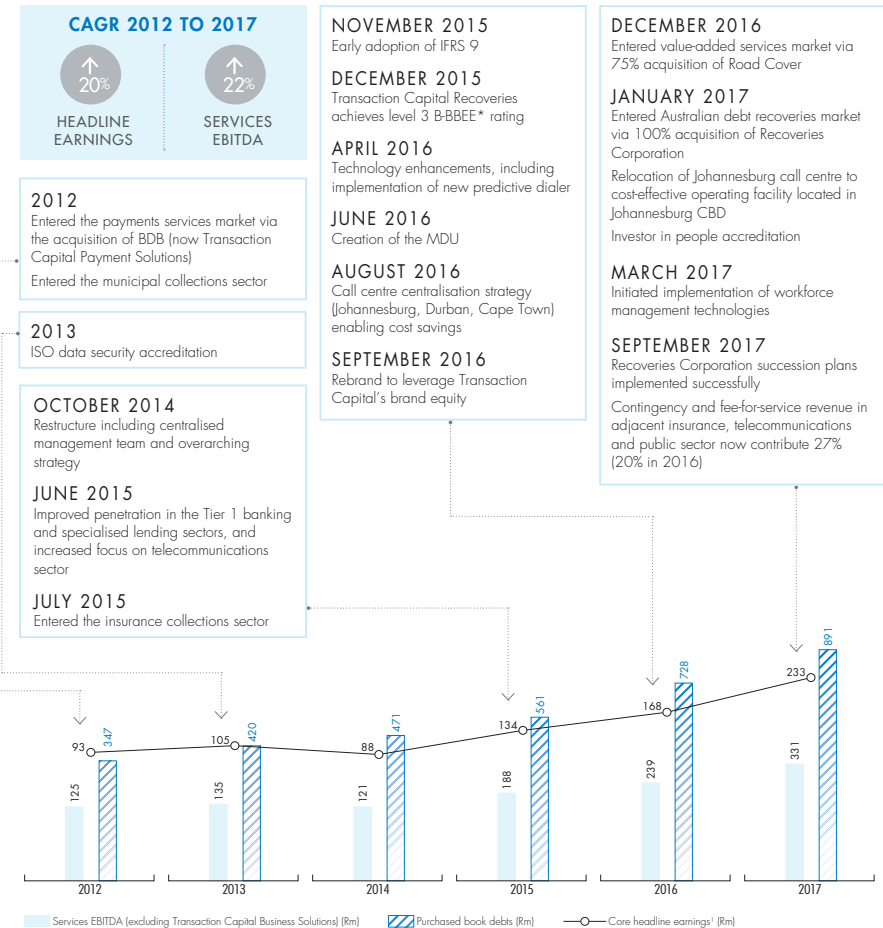 CAGR 2012 TO 2017
20%
HEADLINE
EARNINGS
22%
SERVICES
EBITDA
2012
Entered the payments services market via
the acquisition of BDB (now Transaction
Capital Payment Solutions)
Entered the municipal collections sector
2013
ISO data security accreditation
OCTOBER 2014
Restructure including centralised
management team and overarching
strategy
JUNE 2015
Improved penetration in the Tier 1 banking
and specialised lending sectors, and
increased focus on telecommunications
sector
JULY 2015
Entered the insurance collections sector
NOVEMBER 2015
Early adoption of IFRS 9
DECEMBER 2015
Transaction Capital Recoveries
achieves level 3 B-BBEE* rating
APRIL 2016
Technology enhancements, including
implementation of new predictive dialer
JUNE 2016
Creation of the MDU
AUGUST 2016
Call centre centralisation strategy
(Johannesburg, Durban, Cape Town)
enabling cost savings
SEPTEMBER 2016
Rebrand to leverage Transaction
Capital's brand equity
DECEMBER 2016
Entered value-added services market via
75% acquisition of Road Cover
JANUARY 2017
Entered Australian debt recoveries market
via 100% acquisition of Recoveries
Corporation
Relocation of Johannesburg call centre to
cost-effective operating facility located in
Johannesburg CBD
Investor in people accreditation
MARCH 2017
Initiated implementation of workforce
management technologies
SEPTEMBER 2017
Recoveries Corporation succession plans
implemented successfully
Contingency and fee-for-service revenue in
adjacent insurance, telecommunications
and public sector now contribute 27%
(20% in 2016)
93
125
347
105
135
420
88
121
471
134
188
561
168
239
728
233
331
891
2012
2013
2014
2015
2016
2017
Services EBITDA (excluding Transaction Capital Business Solutions) (Rm)
Purchased book debts (Rm)
Core headline earnings¹ (Rm)